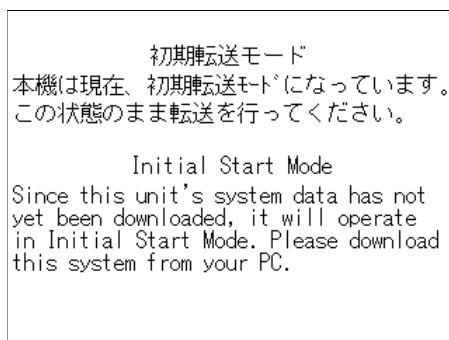 初期転送モード
本機は現在、初期転送ﾓｰﾄﾞになっています。
この状態のまま転送を行ってください。
Initial Start Mode
Since this unit's system data has not
yet been downloaded, it will operate
in Initial Start Mode. Please download
this system from your PC.